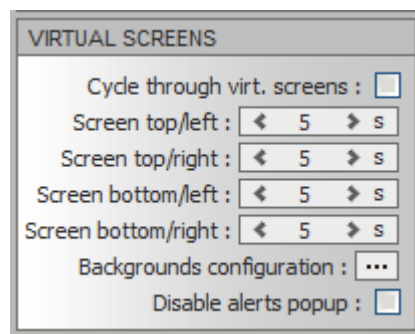 VIRTUAL SCREENS
Cycle through virt. screens :
Screen top/left : 5 s
Screen top/right : 5 s
Screen bottom/left : 5 s
Screen bottom/right : 5 s
Backgrounds configuration : ...
Disable alerts popup :